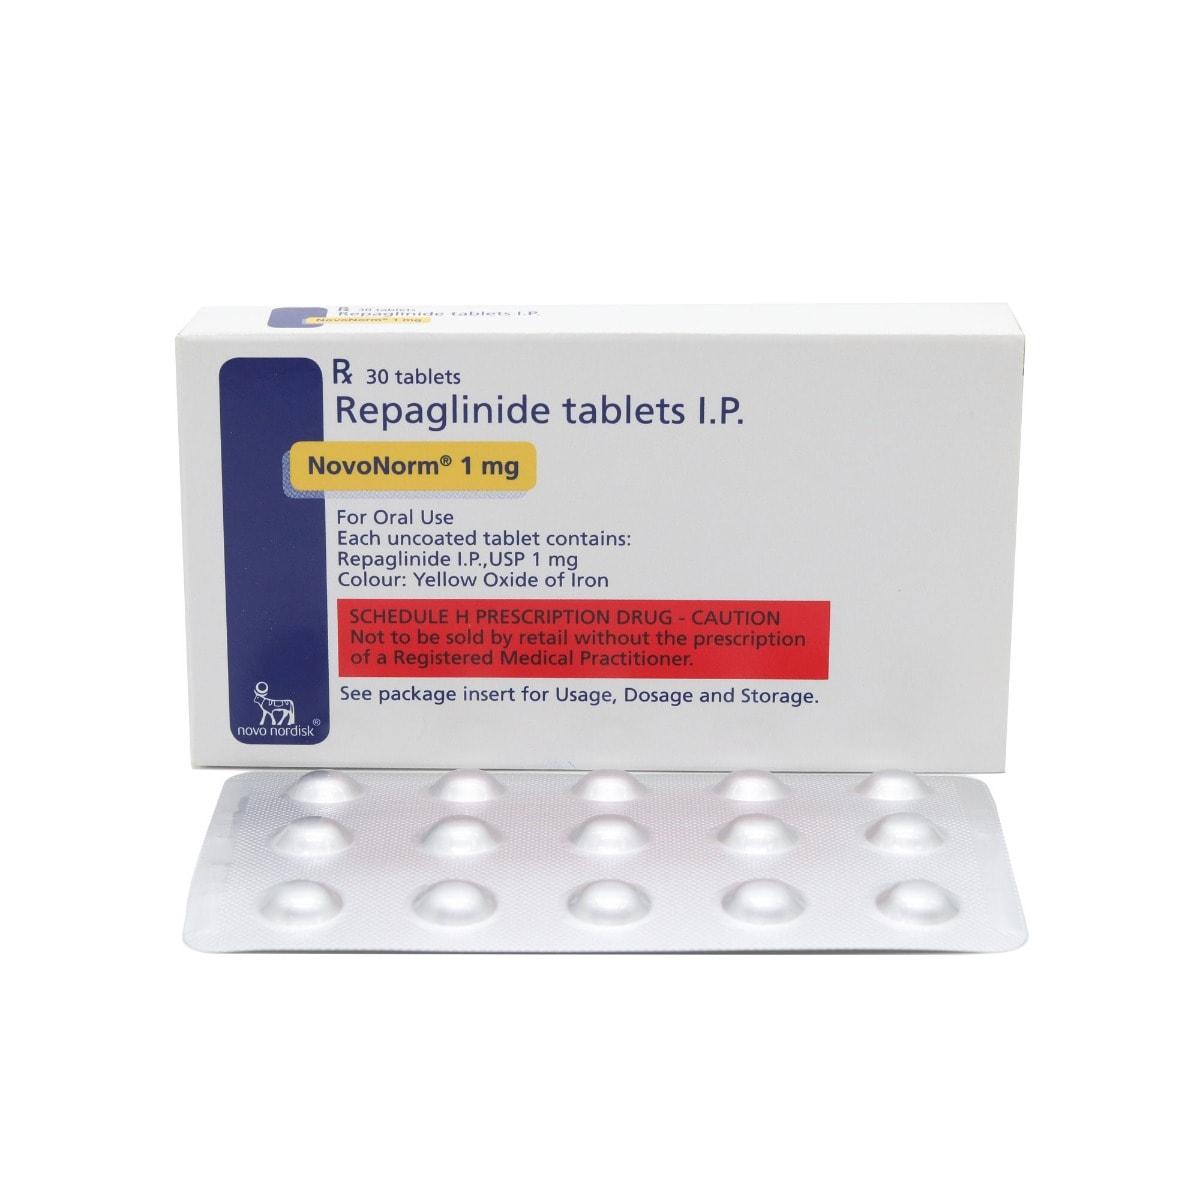 Rx 30 tablets
Repaglinide tablets I.P.
NovoNorm® 1 mg
Rx 30 tablets
Repaglinide tablets I.P.
NovoNorm® 1 mg
For Oral Use
Each uncoated tablet contains:
Repaglinide I.P.,USP 1 mg
Colour: Yellow Oxide of Iron
SCHEDULE H PRESCRIPTION DRUG - CAUTION
Not to be sold by retail without the prescription
of a Registered Medical Practitioner.
See package insert for Usage, Dosage and Storage.
novo nordisk®